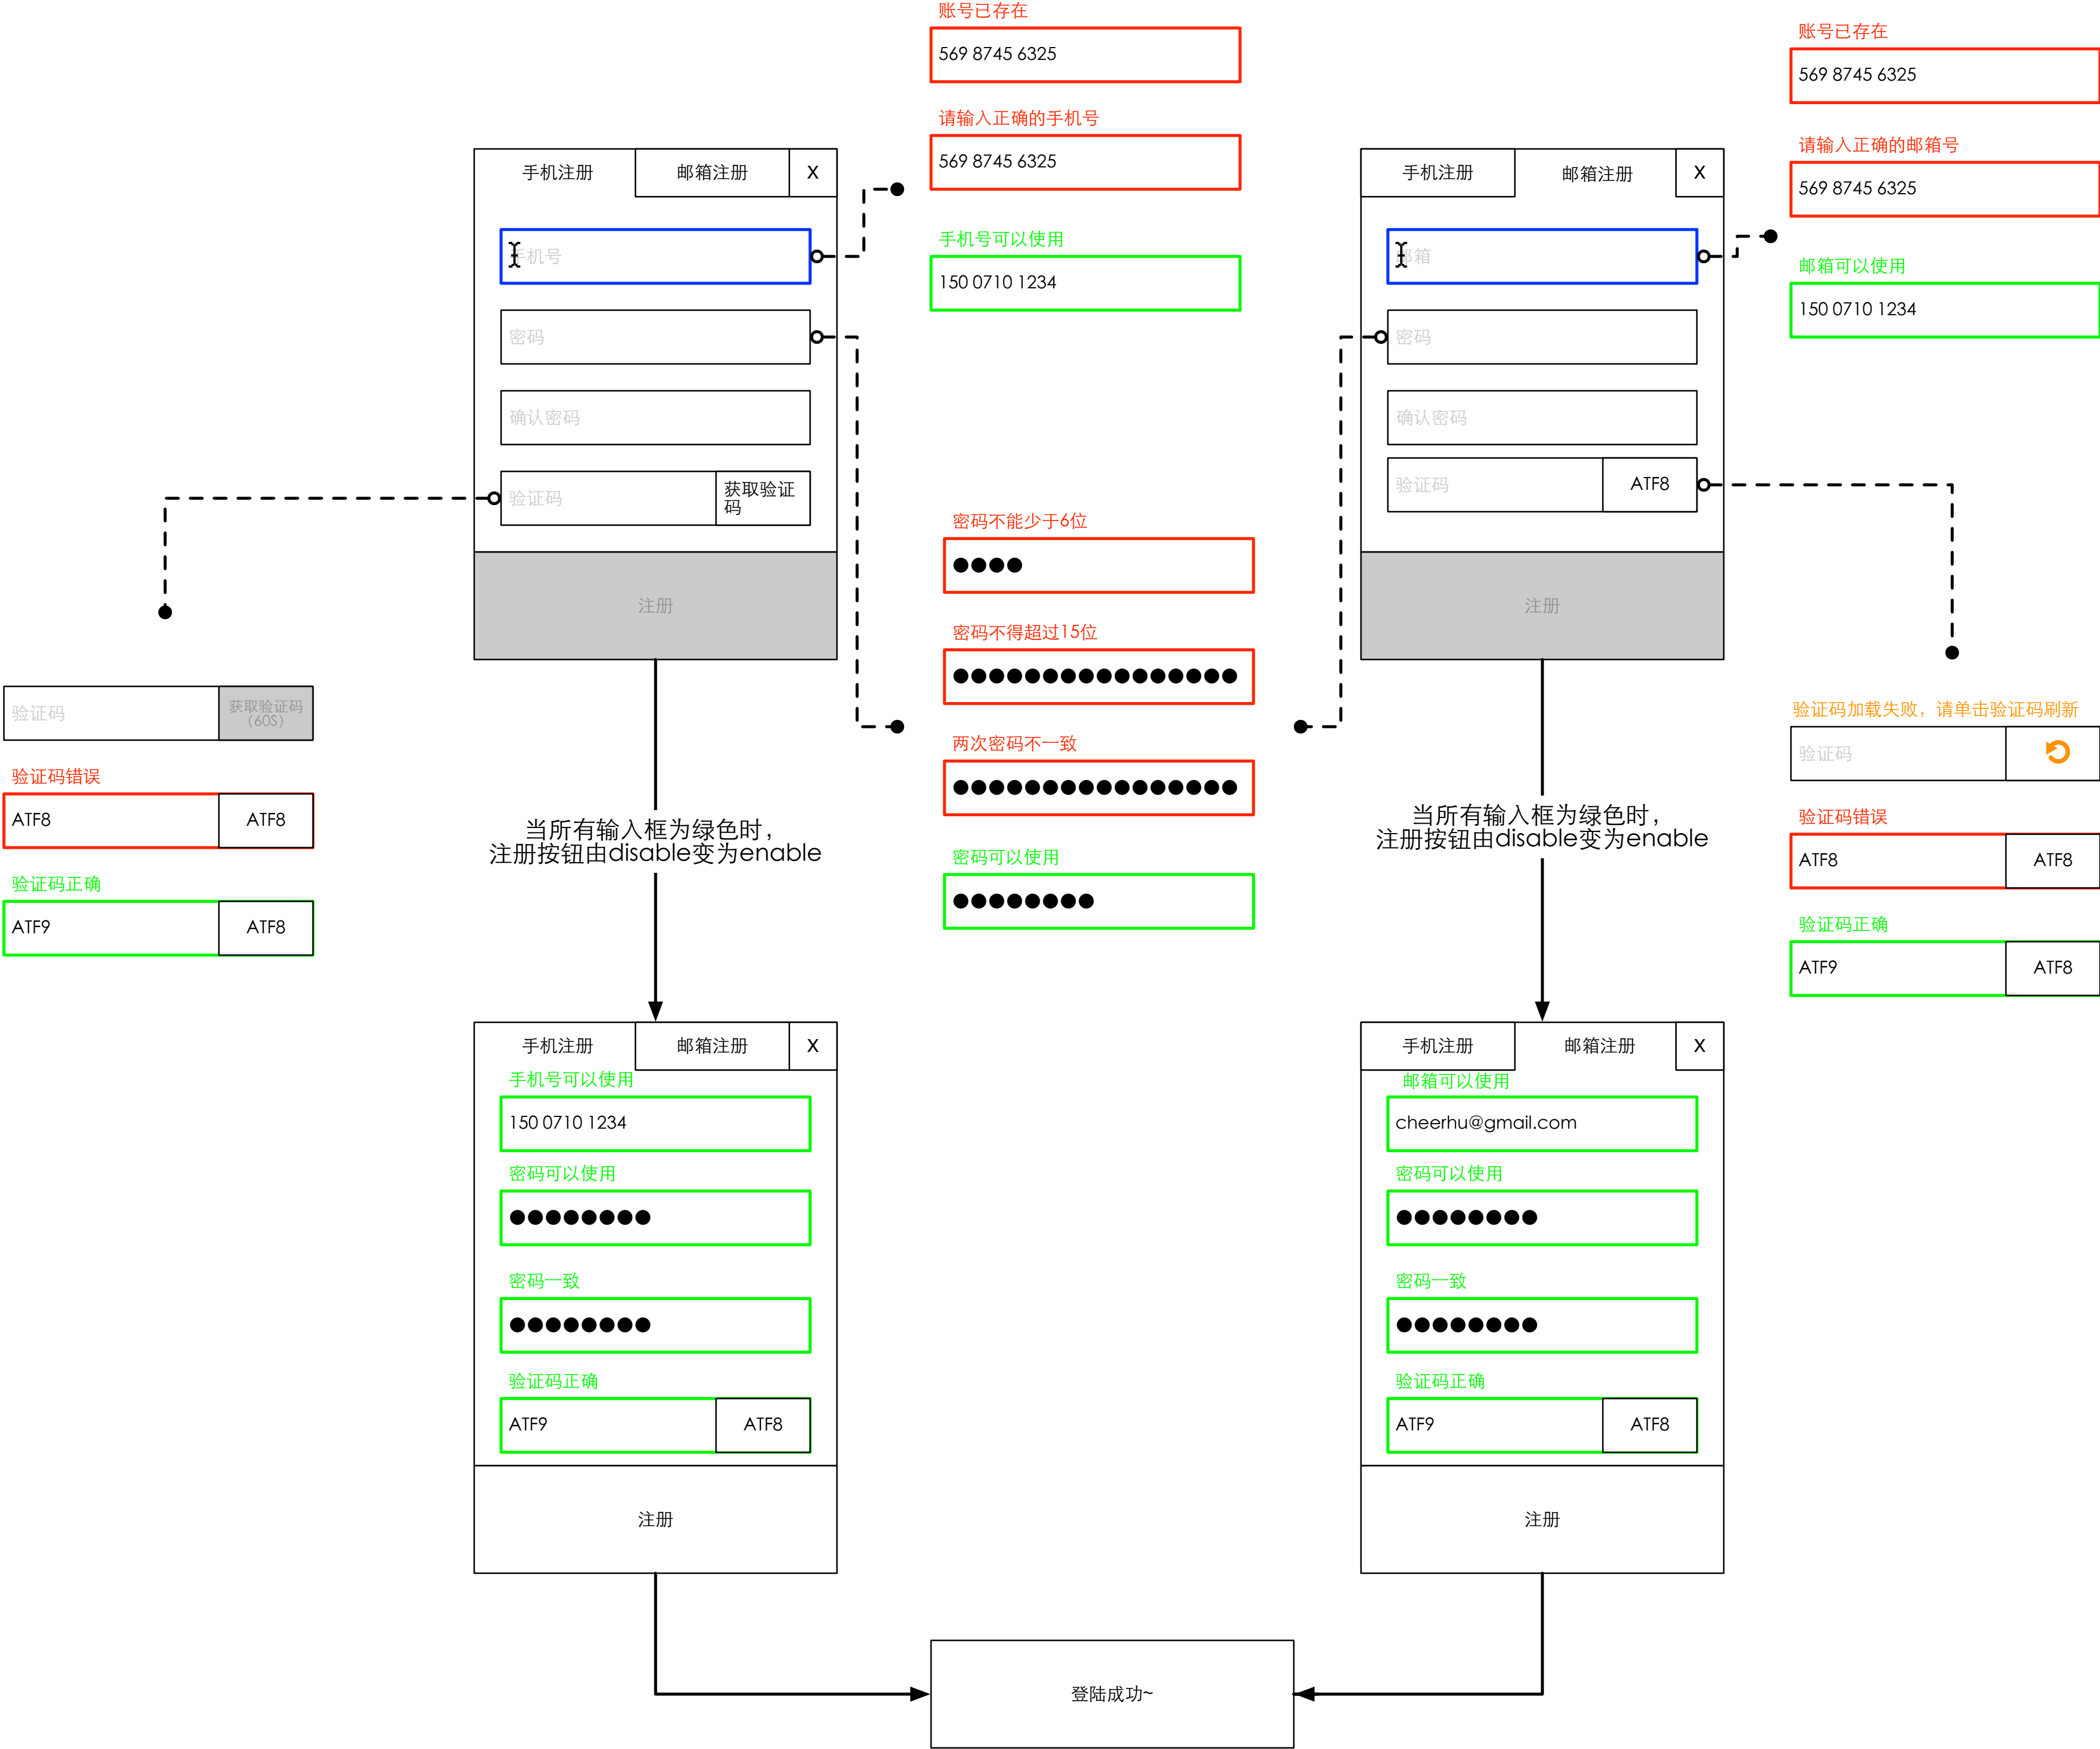 账号已存在
569 8745 6325
请输入正确的手机号
569 8745 6325
手机号可以使用
150 0710 1234
账号已存在
569 8745 6325
请输入正确的邮箱号
569 8745 6325
邮箱可以使用
150 0710 1234
手机注册
邮箱注册
X
手机号
密码
确认密码
验证码
获取验证
码
注册
手机注册
邮箱注册
X
邮箱
密码
确认密码
验证码
ATF8
注册
密码不能少于6位
密码不得超过15位
两次密码不一致
密码可以使用
验证码
获取验证码
（60S）
验证码错误
ATF8
ATF8
验证码正确
ATF9
ATF8
验证码加载失败，请单击验证码刷新
验证码
验证码错误
ATF8
ATF8
验证码正确
ATF9
ATF8
当所有输入框为绿色时，
注册按钮由disable变为enable
当所有输入框为绿色时，
注册按钮由disable变为enable
手机注册
邮箱注册
X
手机号可以使用
150 0710 1234
密码可以使用
密码一致
验证码正确
ATF9
ATF8
注册
手机注册
邮箱注册
X
邮箱可以使用
cheerhu@gmail.com
密码可以使用
密码一致
验证码正确
ATF9
ATF8
注册
登陆成功~